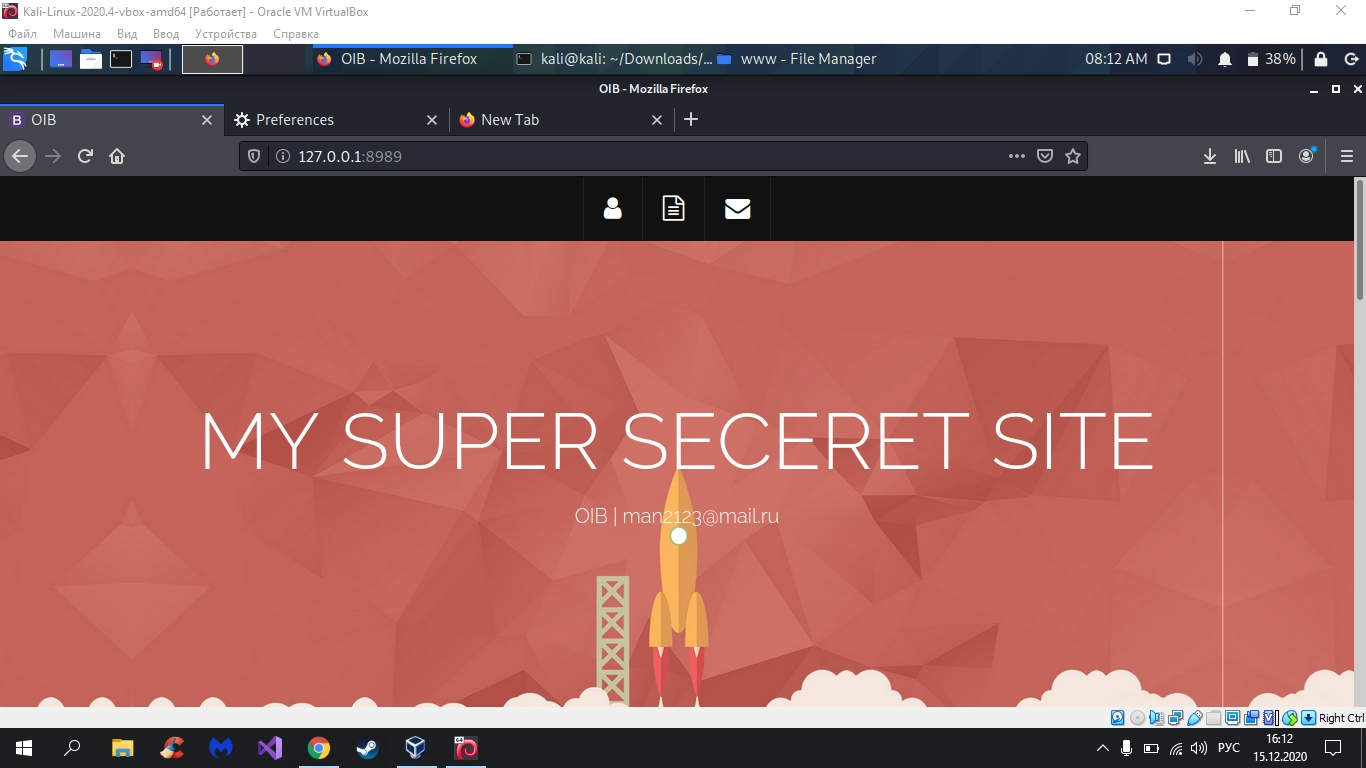 Kali-Linux-2020.4-vbox-amd64 [Работает] - Oracle VM VirtualBox
Файл Машина Вид Ввод Устройства Справка
OIB - Mozilla Firefox kali@kali: ~/Downloads/... www - File Manager 08:12 AM 38%
OIB - Mozilla Firefox
B OIB Preferences New Tab
127.0.0.1:8989
MY SUPER SECERET SITE
OIB | man2123@mail.ru
Right Ctrl
64
16:12
РУС
15.12.2020